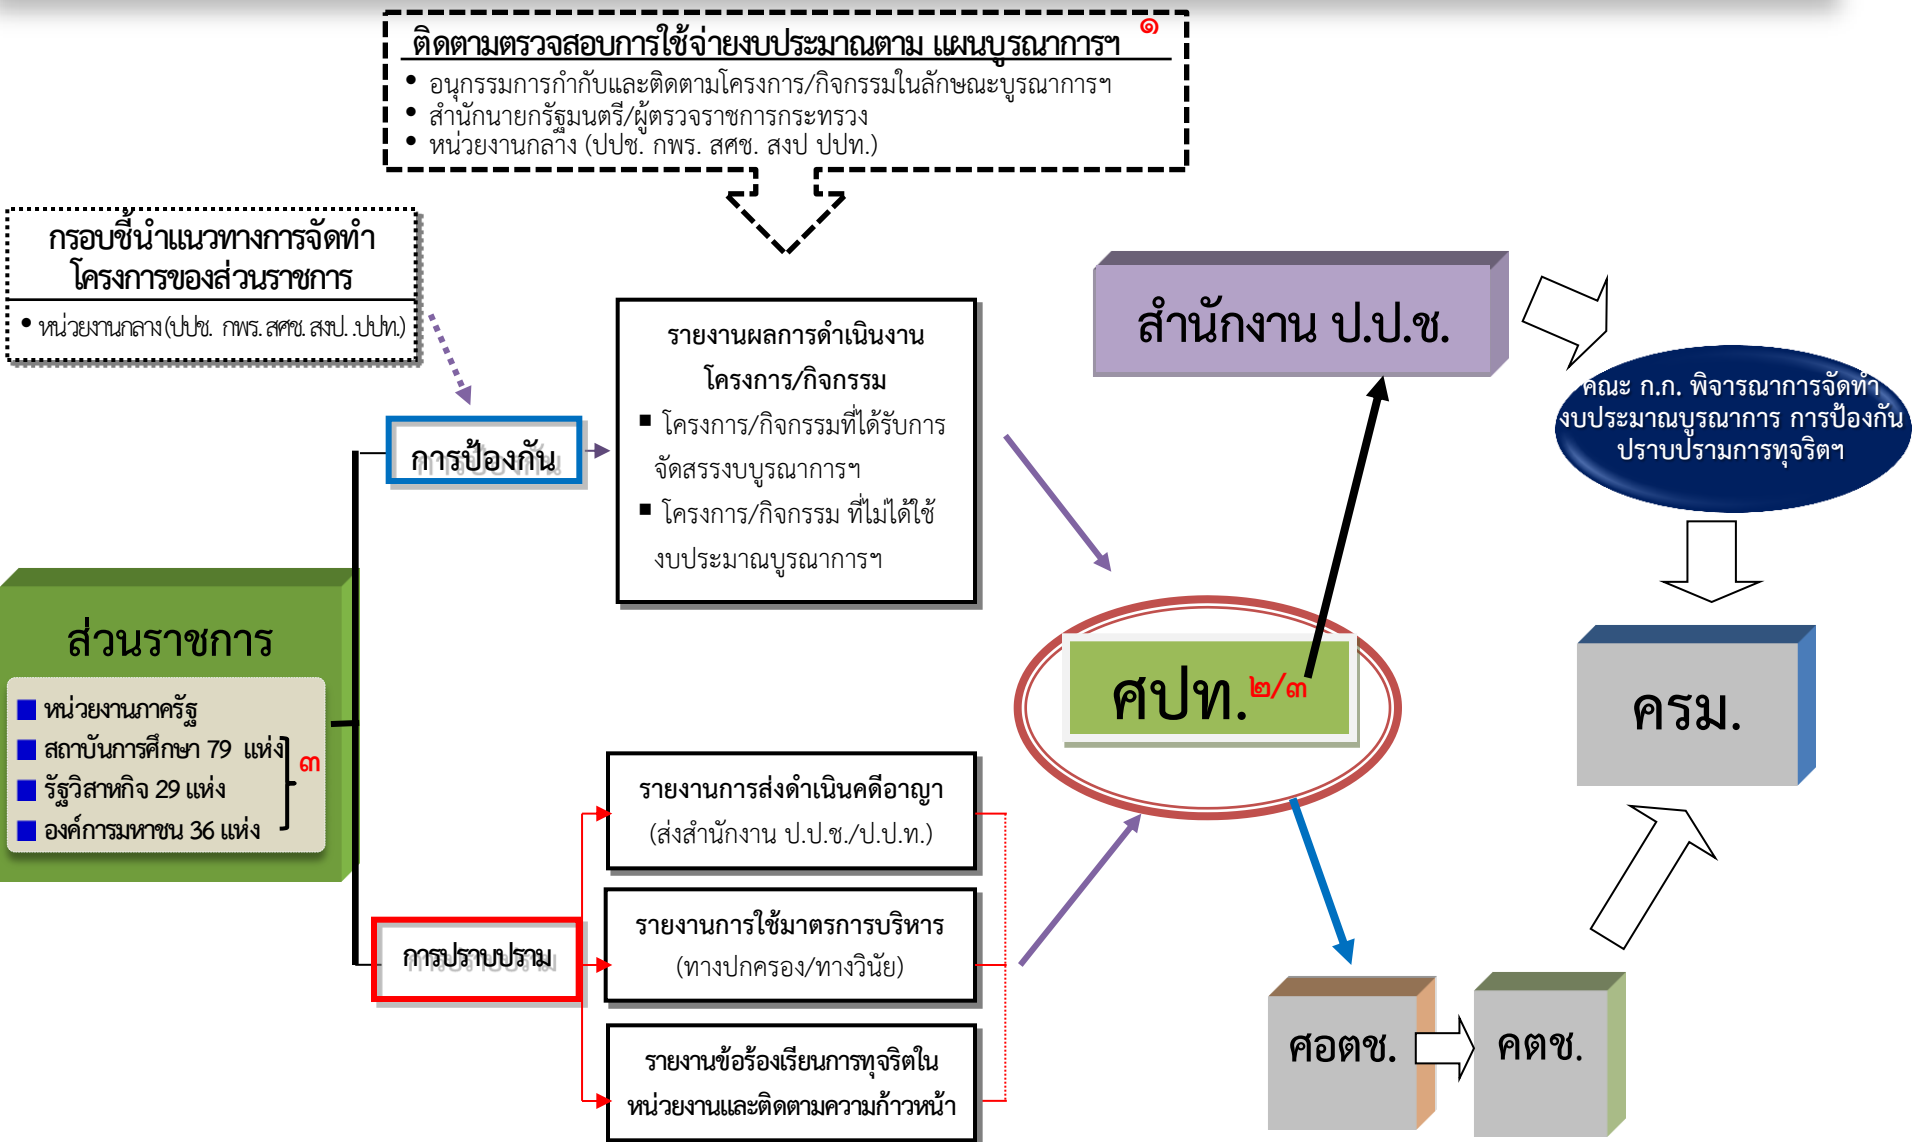 ติดตามตรวจสอบการใช้จ่ายงบประมาณตาม แผนบูรณาการฯ ๑
• อนุกรรมการกำกับและติดตามโครงการ/กิจกรรมในลักษณะบูรณาการฯ
• สำนักนายกรัฐมนตรี/ผู้ตรวจราชการกระทรวง
• หน่วยงานกลาง (ปปช. กพร. สศช. สงป ปปท.)
กรอบชี้นำแนวทางการจัดทำ
โครงการของส่วนราชการ
• หน่วยงานกลาง (ปปช. กพร. สศช. สงป. .ปปท.)
การป้องกัน
รายงานผลการดำเนินงาน
โครงการ/กิจกรรม
▪ โครงการ/กิจกรรมที่ได้รับการ
จัดสรรงบบูรณาการฯ
▪ โครงการ/กิจกรรม ที่ไม่ได้ใช้
งบประมาณบูรณาการฯ
สำนักงาน ป.ป.ช.
คณะ ก.ก. พิจารณาการจัดทำ
งบประมาณบูรณาการ การป้องกัน
ปราบปรามการทุจริตฯ
ส่วนราชการ
หน่วยงานภาครัฐ
สถาบันการศึกษา 79 แห่ง
รัฐวิสาหกิจ 29 แห่ง
องค์การมหาชน 36 แห่ง
๓
ศปท. ๒/๓
ครม.
การปราบปราม
รายงานการส่งดำเนินคดีอาญา
(ส่งสำนักงาน ป.ป.ช./ป.ป.ท.)
รายงานการใช้มาตรการบริหาร
(ทางปกครอง/ทางวินัย)
รายงานข้อร้องเรียนการทุจริตใน
หน่วยงานและติดตามความก้าวหน้า
ศอตช.
คตช.